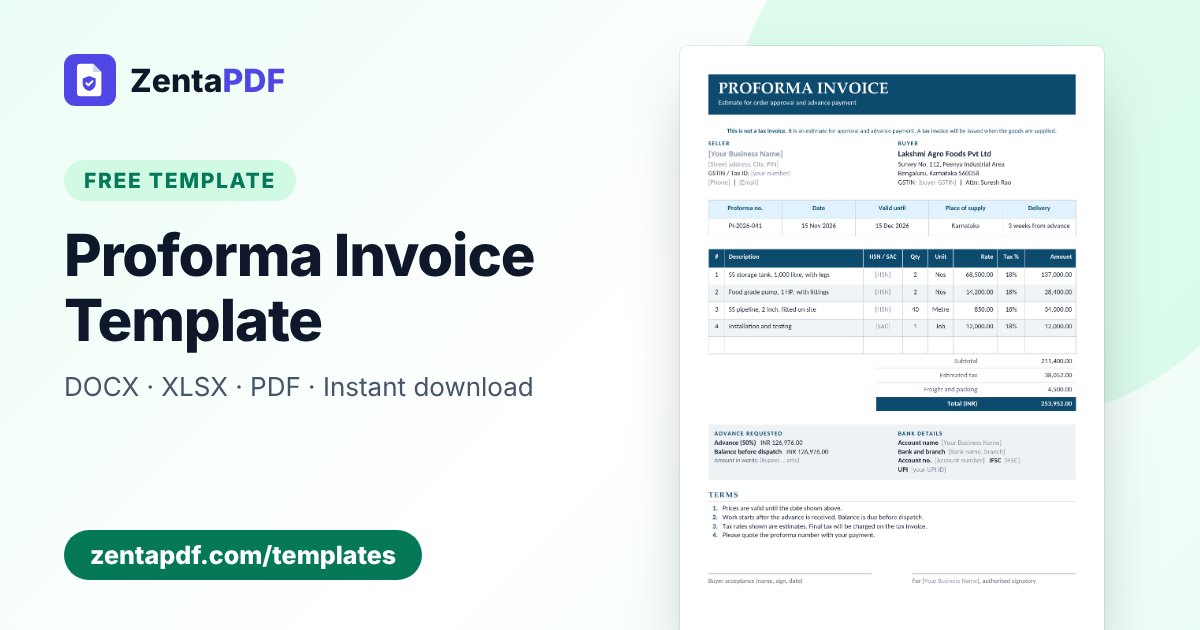 ZentaPDF
FREE TEMPLATE
Proforma Invoice
Template
DOCX · XLSX · PDF · Instant download
zentapdf.com/templates
PROFORMA INVOICE
Estimate for order approval and advance payment
This is not a tax invoice. It is an estimate for approval and advance payment. A tax invoice will be issued when the goods are supplied.
SELLER
[Your Business Name]
[Street address, City, PIN]
GSTIN / Tax ID: [your number]
[Phone] | [Email]
BUYER
Lakshmi Agro Foods Pvt Ltd
Survey No. 112, Peenya Industrial Area
Bengaluru, Karnataka 560058
GSTIN: [buyer GSTIN] | Attn: Suresh Rao
Proforma no. Date Valid until Place of supply Delivery
PI-2026-041 15 Nov 2026 15 Dec 2026 Karnataka 3 weeks from advance
# Description HSN / SAC Qty Unit Rate Tax % Amount
1 SS storage tank, 1,000 litre, with legs [HSN] 2 Nos 68,500.00 18% 137,000.00
2 Food grade pump, 1 HP, with fittings [HSN] 2 Nos 14,200.00 18% 28,400.00
3 SS pipeline, 2 inch, fitted on site [HSN] 40 Metre 850.00 18% 34,000.00
4 Installation and testing [SAC] 1 Job 12,000.00 18% 12,000.00
Subtotal 211,400.00
Estimated tax 38,052.00
Freight and packing 4,500.00
Total (INR) 253,952.00
ADVANCE REQUESTED
Advance (50%) INR 126,976.00
Balance before dispatch INR 126,976.00
Amount in words: [Rupees ... only]
BANK DETAILS
Account name [Your Business Name]
Bank and branch [Bank name, branch]
Account no. [Account number] IFSC [IFSC]
UPI [your UPI ID]
TERMS
1. Prices are valid until the date shown above.
2. Work starts after the advance is received. Balance is due before dispatch.
3. Tax rates shown are estimates. Final tax will be charged on the tax invoice.
4. Please quote the proforma number with your payment.
Buyer acceptance (name, sign, date)
For [Your Business Name], authorised signatory